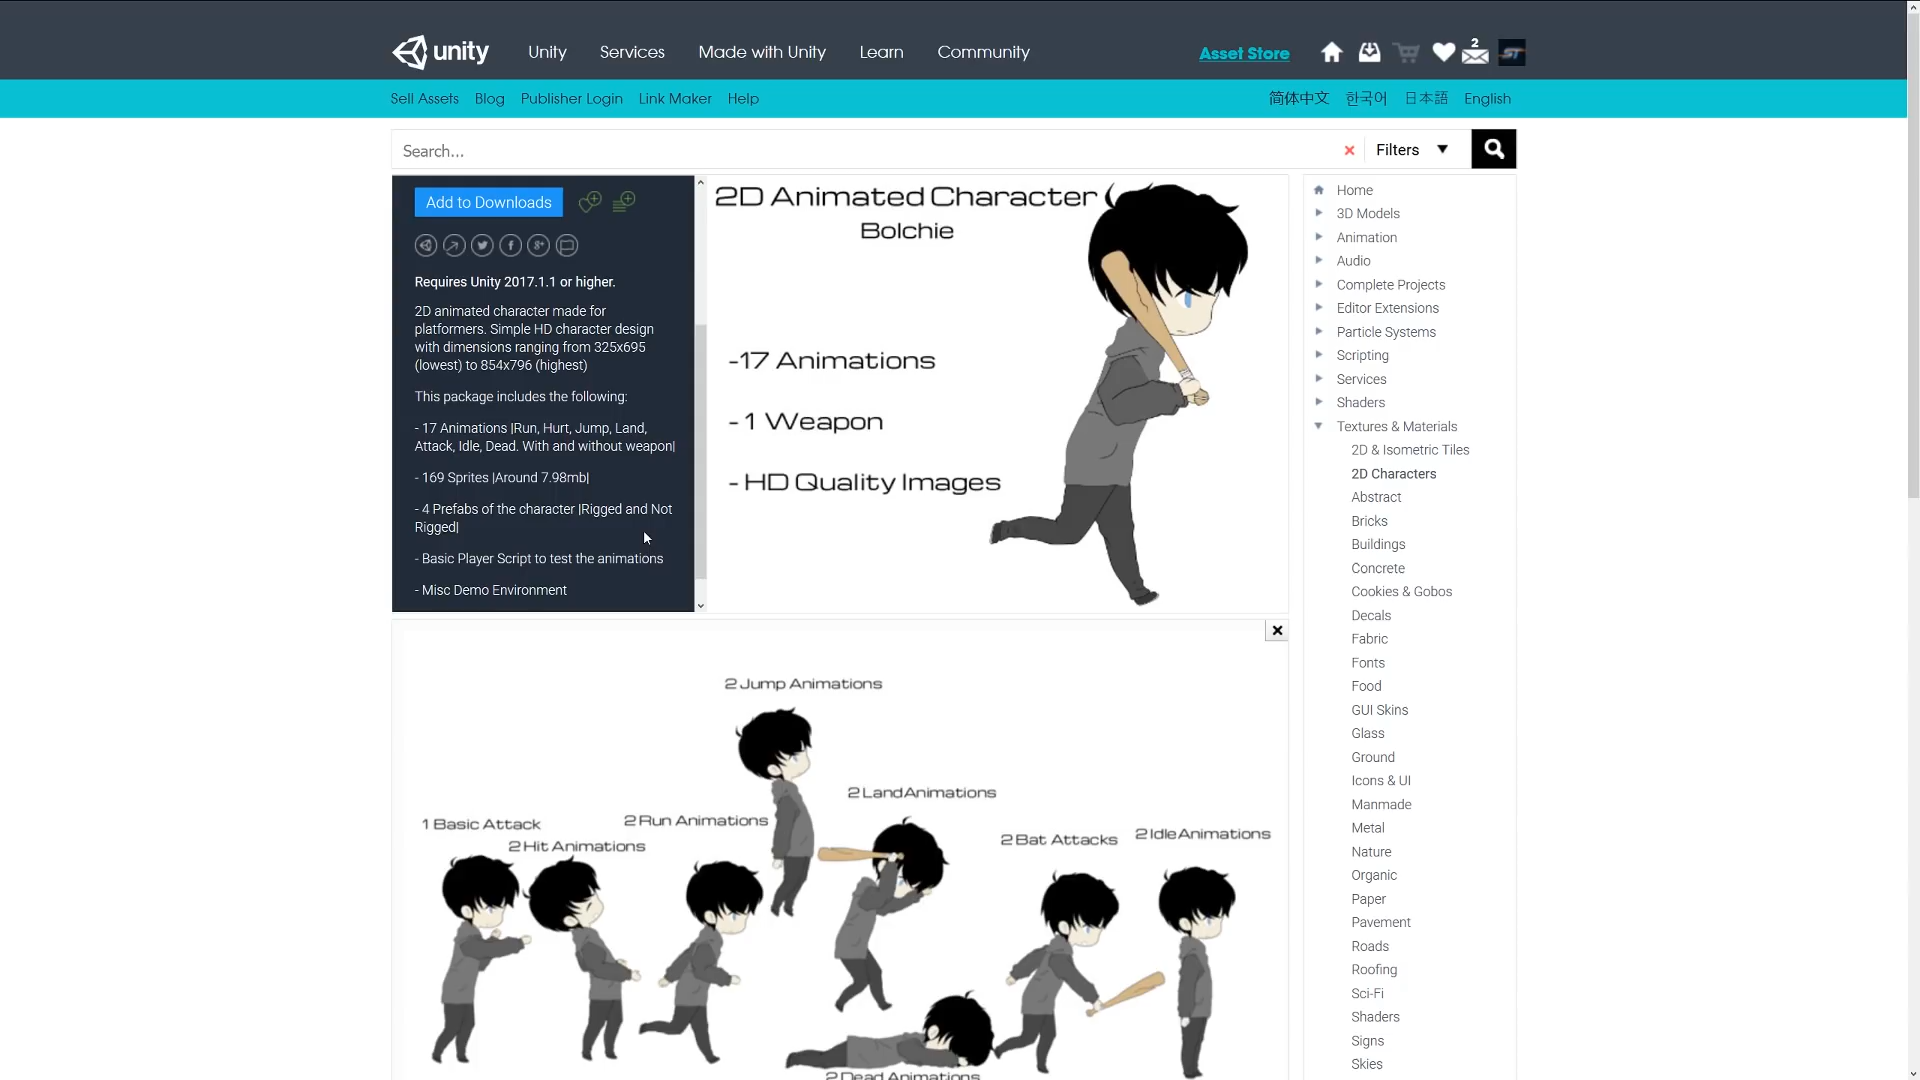 unity
Unity
Services
Made with Unity
Learn
Community
Asset Store
2
ST
Sell Assets
Blog
Publisher Login
Link Maker
Help
简体中文
한국어
日本語
English
Search...
Filters
Add to Downloads
Requires Unity 2017.1.1 or higher.
2D animated character made for
platformers. Simple HD character design
with dimensions ranging from 325x695
(lowest) to 854x796 (highest)
This package includes the following:
- 17 Animations |Run, Hurt, Jump, Land,
Attack, Idle, Dead. With and without weapon|
- 169 Sprites |Around 7.98mb|
- 4 Prefabs of the character |Rigged and Not
Rigged|
- Basic Player Script to test the animations
- Misc Demo Environment
2D Animated Character
Bolchie
-17 Animations
- 1 Weapon
- HD Quality Images
2 Jump Animations
2 Land Animations
1 Basic Attack
2 Run Animations
2 Hit Animations
2 Bat Attacks
2 Idle Animations
2 Dead Animations
Home
3D Models
Animation
Audio
Complete Projects
Editor Extensions
Particle Systems
Scripting
Services
Shaders
Textures & Materials
2D & Isometric Tiles
2D Characters
Abstract
Bricks
Buildings
Concrete
Cookies & Gobos
Decals
Fabric
Fonts
Food
GUI Skins
Glass
Ground
Icons & UI
Manmade
Metal
Nature
Organic
Paper
Pavement
Roads
Roofing
Sci-Fi
Shaders
Signs
Skies